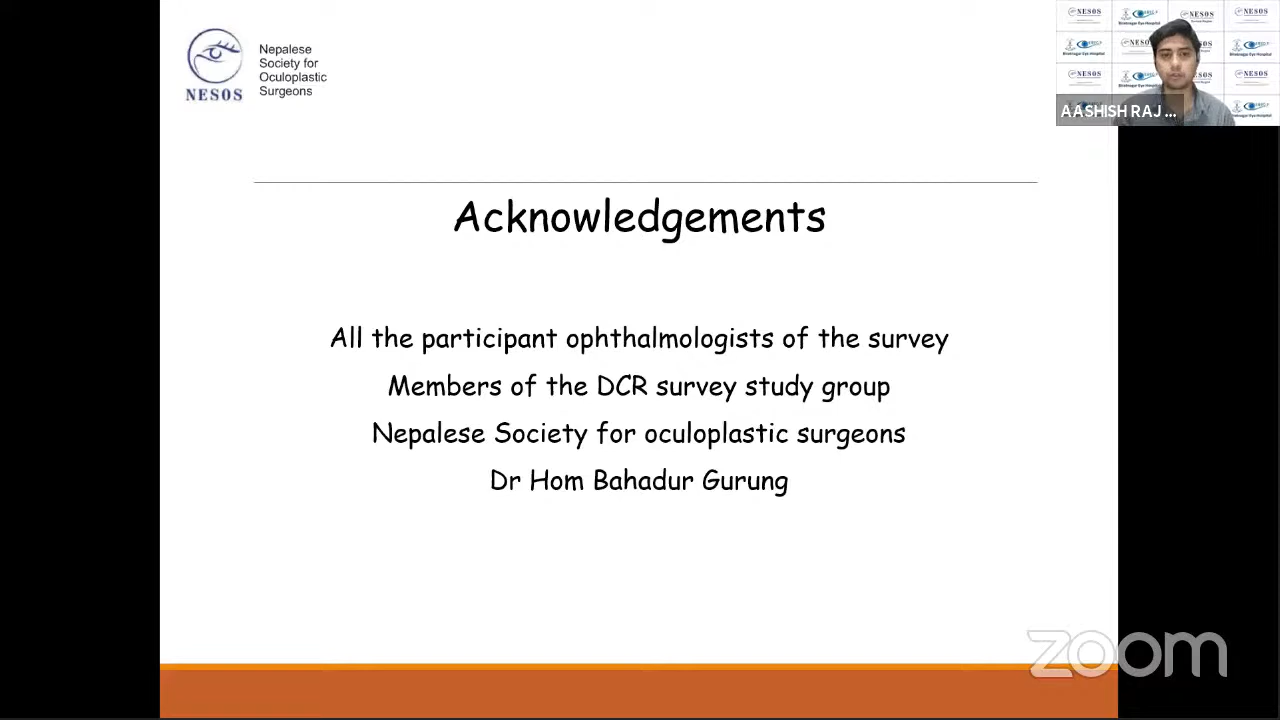 NESOS
Nepalese
Society for
Oculoplastic
Surgeons
AASHISH RAJ ...
Acknowledgements
All the participant ophthalmologists of the survey
Members of the DCR survey study group
Nepalese Society for oculoplastic surgeons
Dr Hom Bahadur Gurung
zoom